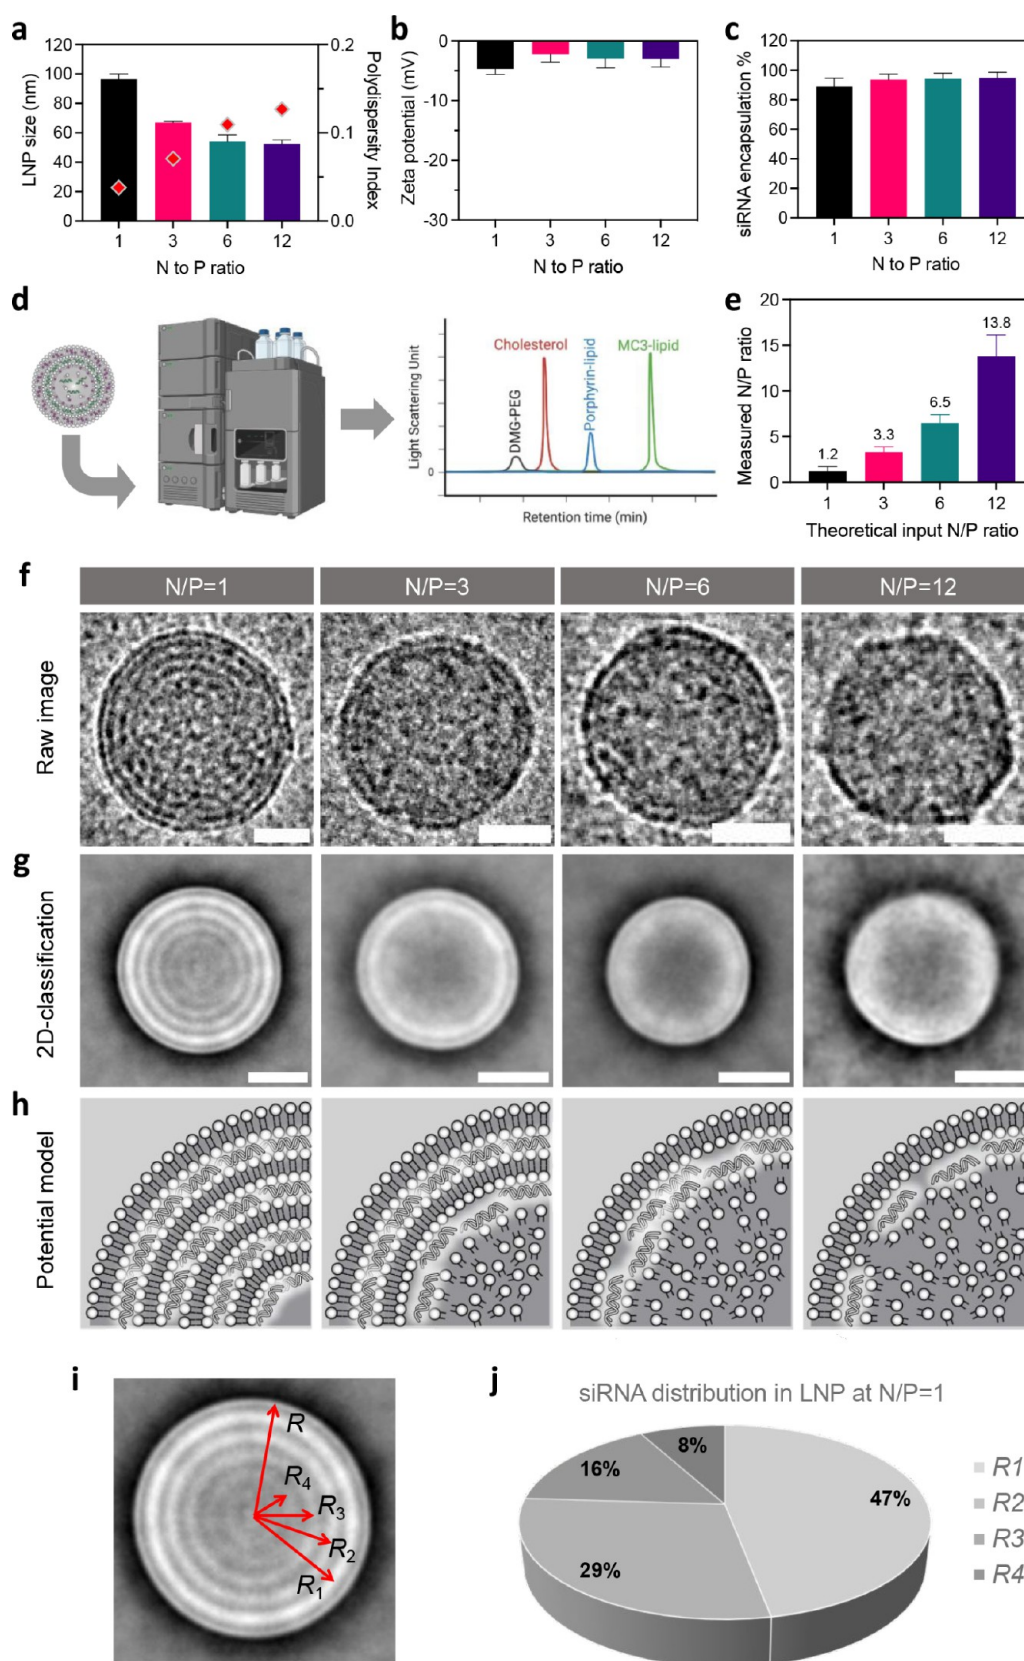 a
120
100
80
60
40
20
0
LNP size (nm)
0.2
0.1
0.0
Polydispersity Index
1 3 6 12
N to P ratio
b
0
-10
-20
-30
Zeta potential (mV)
1 3 6 12
N to P ratio
c
120
100
80
60
40
20
0
siRNA encapsulation %
1 3 6 12
N to P ratio
d
Light Scattering Unit
0
DMG-PEG
Cholesterol
Porphyrin-lipid
MC3-lipid
Retention time (min)
e
20
15
10
5
0
Measured N/P ratio
1.2
3.3
6.5
13.8
1 3 6 12
Theoretical input N/P ratio
f
N/P=1 N/P=3 N/P=6 N/P=12
Raw image
g
2D-classification
h
Potential model
i
R
R4
R3
R2
R1
j
siRNA distribution in LNP at N/P=1
8%
16%
47%
29%
R1
R2
R3
R4